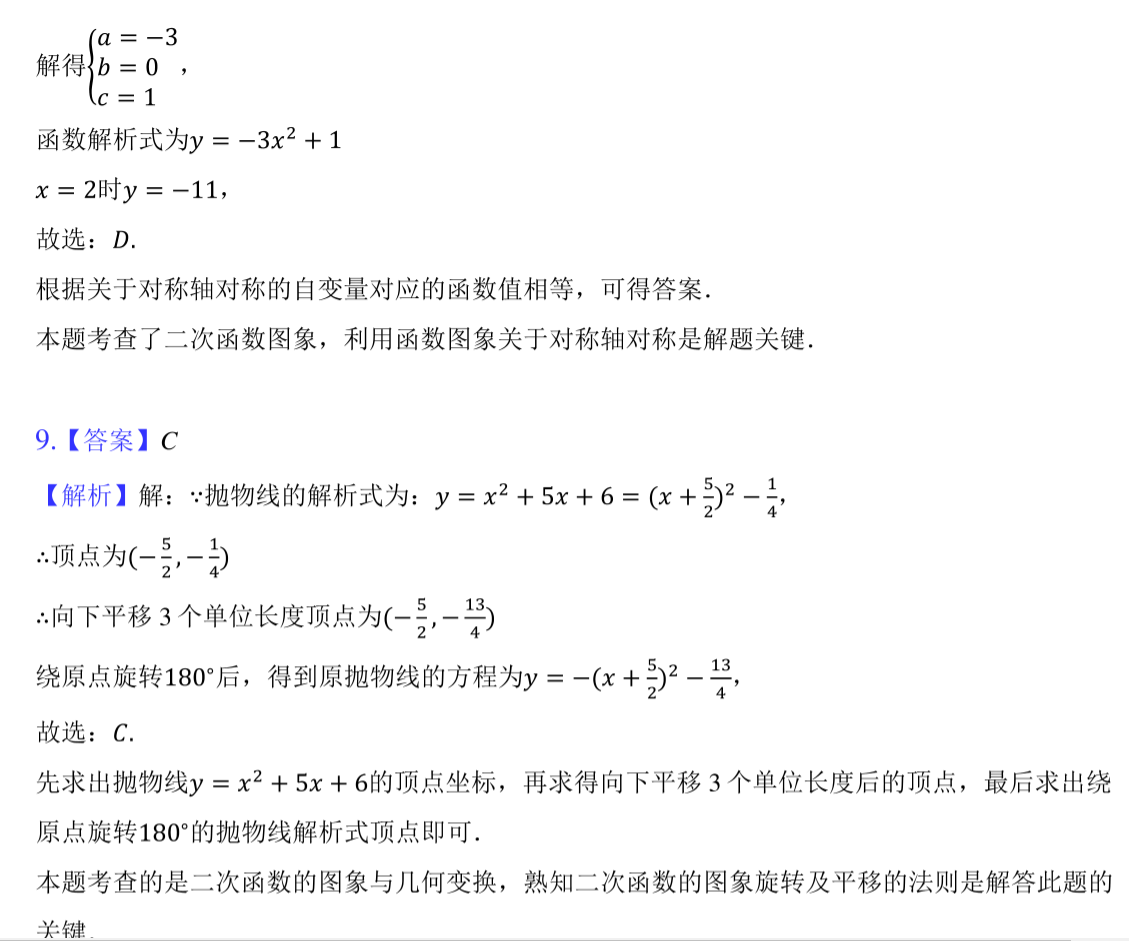 解得{a = −3
b = 0 ，
c = 1
函数解析式为y = −3x² + 1
x = 2时y = −11，
故选：D．
根据关于对称轴对称的自变量对应的函数值相等，可得答案．
本题考查了二次函数图象，利用函数图象关于对称轴对称是解题关键．
9.【答案】C
【解析】解：∵抛物线的解析式为：y = x² + 5x + 6 = (x + 5/2)² − 1/4，
∴顶点为(−5/2, −1/4)
∴向下平移 3 个单位长度顶点为(−5/2, −13/4)
绕原点旋转180°后，得到原抛物线的方程为y = −(x + 5/2)² − 13/4，
故选：C．
先求出抛物线y = x² + 5x + 6的顶点坐标，再求得向下平移 3 个单位长度后的顶点，最后求出绕
原点旋转180°的抛物线解析式顶点即可．
本题考查的是二次函数的图象与几何变换，熟知二次函数的图象旋转及平移的法则是解答此题的
关键．